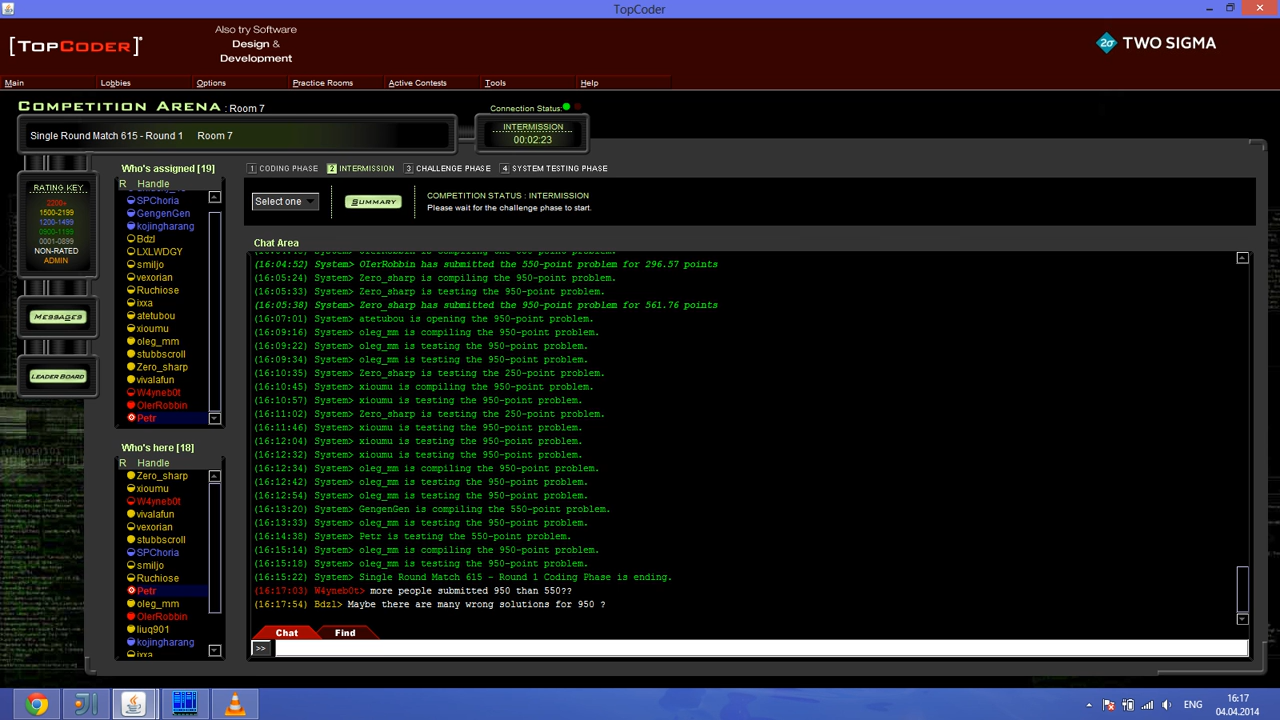 TopCoder
[TOPCODER]®
Also try Software
Design &
Development
2σ TWO SIGMA
Main Lobbies Options Practice Rooms Active Contests Tools Help
COMPETITION ARENA : Room 7
Connection Status:
Single Round Match 615 - Round 1 Room 7
INTERMISSION
00:02:23
Who's assigned [19]
1 CODING PHASE 2 INTERMISSION 3 CHALLENGE PHASE 4 SYSTEM TESTING PHASE
R Handle
RATING KEY
2200+
1500-2199
1200-1499
0900-1199
0001-0899
NON-RATED
ADMIN
MESSAGES
LEADER BOARD
SPChoria
GengenGen
kojingharang
Bdzl
LXLWDGY
smiljo
vexorian
Ruchiose
ixxa
atetubou
xioumu
oleg_mm
stubbscroll
Zero_sharp
vivalafun
W4yneb0t
OlerRobbin
Petr
Who's here [18]
R Handle
Zero_sharp
xioumu
W4yneb0t
vivalafun
vexorian
stubbscroll
SPChoria
smiljo
Ruchiose
Petr
oleg_mm
OlerRobbin
liuq901
kojingharang
ixxa
Select one
SUMMARY
COMPETITION STATUS : INTERMISSION
Please wait for the challenge phase to start.
Chat Area
(16:04:52) System> OIerRobbin has submitted the 550-point problem for 296.57 points
(16:05:24) System> Zero_sharp is compiling the 950-point problem.
(16:05:33) System> Zero_sharp is testing the 950-point problem.
(16:05:38) System> Zero_sharp has submitted the 950-point problem for 561.76 points
(16:07:01) System> atetubou is opening the 950-point problem.
(16:09:16) System> oleg_mm is compiling the 950-point problem.
(16:09:22) System> oleg_mm is testing the 950-point problem.
(16:09:34) System> oleg_mm is testing the 950-point problem.
(16:10:35) System> Zero_sharp is testing the 250-point problem.
(16:10:45) System> xioumu is compiling the 950-point problem.
(16:10:57) System> xioumu is testing the 950-point problem.
(16:11:02) System> Zero_sharp is testing the 250-point problem.
(16:11:46) System> xioumu is testing the 950-point problem.
(16:12:04) System> xioumu is testing the 950-point problem.
(16:12:32) System> xioumu is testing the 950-point problem.
(16:12:34) System> oleg_mm is compiling the 950-point problem.
(16:12:42) System> oleg_mm is testing the 950-point problem.
(16:12:54) System> oleg_mm is testing the 950-point problem.
(16:13:20) System> GengenGen is compiling the 550-point problem.
(16:13:33) System> oleg_mm is testing the 950-point problem.
(16:14:38) System> Petr is testing the 550-point problem.
(16:15:14) System> oleg_mm is compiling the 950-point problem.
(16:15:18) System> oleg_mm is testing the 950-point problem.
(16:15:22) System> Single Round Match 615 - Round 1 Coding Phase is ending.
(16:17:03) W4yneb0t> more people submitted 950 than 550??
(16:17:54) Bdzl> Maybe there are many wrong solutions for 950 ?
Chat Find
>>
ENG
16:17
04.04.2014